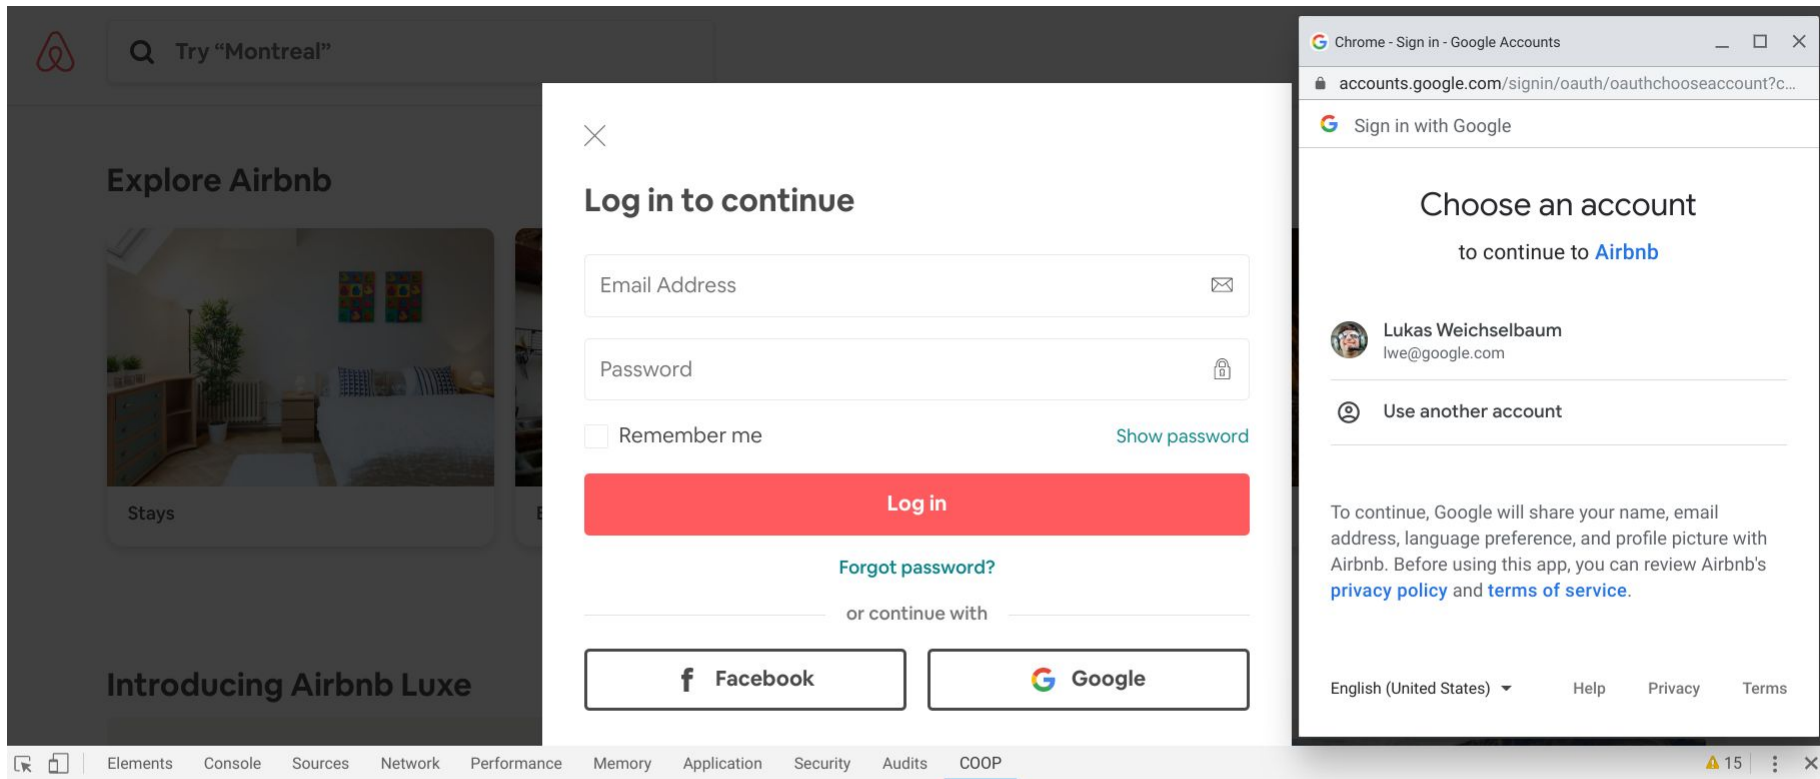 Try “Montreal”
Explore Airbnb
Stays
Introducing Airbnb Luxe
Log in to continue
Email Address
Password
Remember me
Show password
Log in
Forgot password?
or continue with
f Facebook
G Google
G Chrome - Sign in - Google Accounts
accounts.google.com/signin/oauth/oauthchooseaccount?c...
G Sign in with Google
Choose an account
to continue to Airbnb
Lukas Weichselbaum
lwe@google.com
Use another account
To continue, Google will share your name, email
address, language preference, and profile picture with
Airbnb. Before using this app, you can review Airbnb's
privacy policy and terms of service.
English (United States) Help Privacy Terms
Elements Console Sources Network Performance Memory Application Security Audits COOP 15